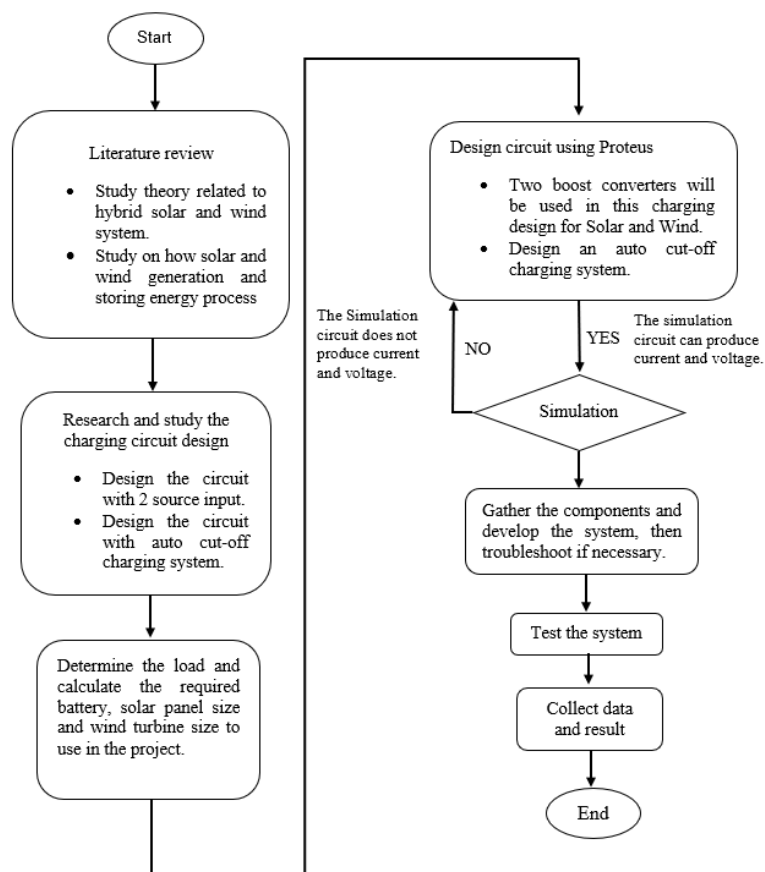 Start
Literature review
• Study theory related to
hybrid solar and wind
system.
• Study on how solar and
wind generation and
storing energy process
Research and study the
charging circuit design
• Design the circuit
with 2 source input.
• Design the circuit
with auto cut-off
charging system.
Determine the load and
calculate the required
battery, solar panel size
and wind turbine size to
use in the project.
Design circuit using Proteus
• Two boost converters will
be used in this charging
design for Solar and Wind.
• Design an auto cut-off
charging system.
The Simulation
circuit does not
produce current
and voltage.
NO
YES
The simulation
circuit can produce
current and voltage.
Simulation
Gather the components and
develop the system, then
troubleshoot if necessary.
Test the system
Collect data
and result
End